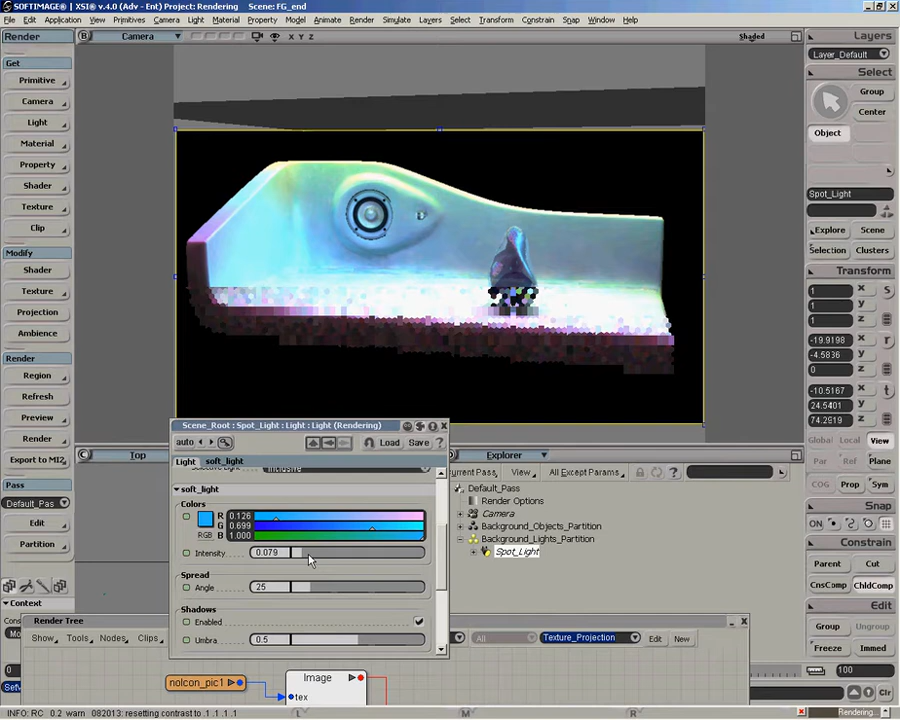 SOFTIMAGE® | XSI® v.4.0 (Adv - Ent) Project: Rendering Scene: FG_end
File Edit Application View Primitives Camera Light Material Property Model Animate Render Simulate Layers Select Transform Constrain Snap Window Help
Render
Get
Primitive
Camera
Light
Material
Property
Shader
Texture
Clip
Modify
Shader
Texture
Projection
Ambience
Render
Region
Refresh
Preview
Render
Export to MI2
Pass
Default_Pas
Edit
Partition
Context
B Camera X Y Z Shaded
Layers
Layer_Default
Select
Group
Center
Object
Spot_Light
Explore Scene
Selection Clusters
Transform
1 x S
1 y
1 z
-19.9198 x r
-4.5836 y
0 z
-10.5167 x t
24.5401 y
74.2919 z
Global Local View
Par Ref Plane
COG Prop Sym
Snap
ON
Constrain
Parent Cut
CnsComp ChldComp
Edit
Group Ungroup
Freeze Immed
C Top
Scene_Root : Spot_Light : Light : Light (Rendering)
auto Load Save ?
Light soft_light
Inclusive
soft_light
Colors
R 0.126
G 0.699
RGB B 1.000
Intensity 0.079
Spread
Angle 25
Shadows
Enabled
Umbra 0.5
Explorer
urrent Pass View All Except Params
Default_Pass
Render Options
Camera
Background_Objects_Partition
Background_Lights_Partition
Spot_Light
Render Tree
Show Tools Nodes Clips All Texture_Projection Edit New
noIcon_pic1
Image
tex
0
100
Clr
INFO: RC 0.2 warn 082013: resetting contrast to .1 .1 .1 .1 L M R Rendering...